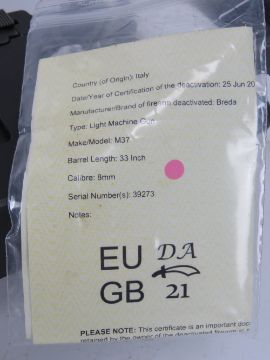 Country (of Origin): Italy
Date/Year of Certification of the deactivation: 25 Jun 20
Manufacturer/Brand of firearm deactivated: Breda
Type: Light Machine Gun
Make/Model: M37
Barrel Length: 33 Inch
Calibre: 8mm
Serial Number(s): 39273
Notes:
EU DA
GB 21
PLEASE NOTE: This certificate is an important doc
retained by the owner of the deactivated firearm